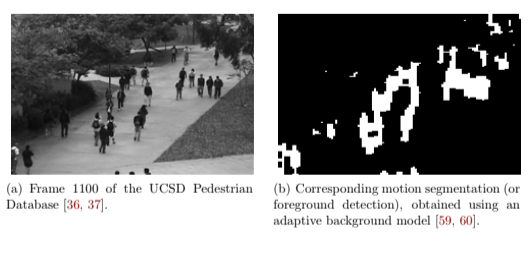 (a) Frame 1100 of the UCSD Pedestrian
Database [36, 37].
(b) Corresponding motion segmentation (or
foreground detection), obtained using an
adaptive background model [59, 60].